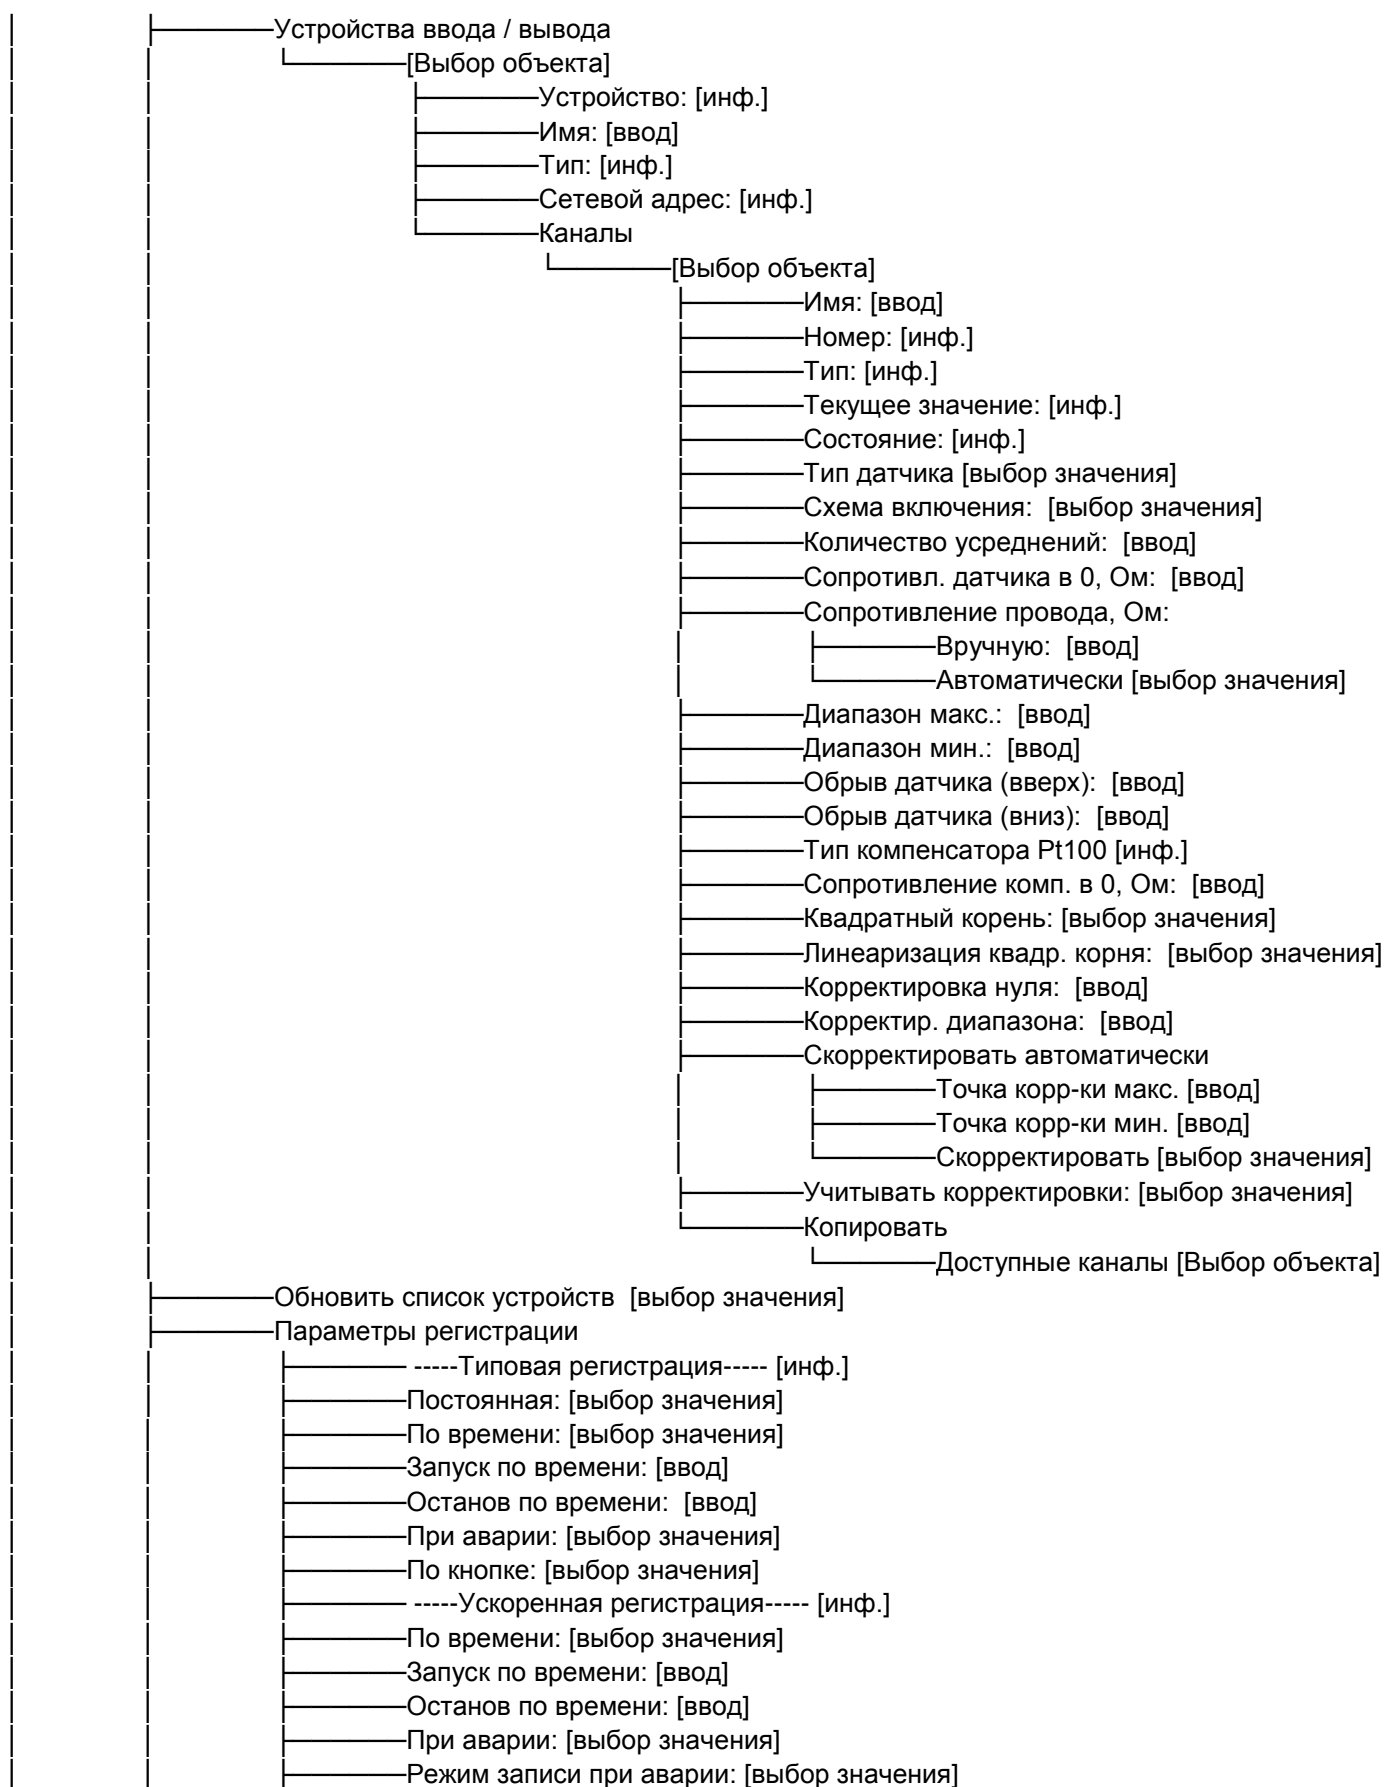 Устройства ввода / вывода
[Выбор объекта]
Устройство: [инф.]
Имя: [ввод]
Тип: [инф.]
Сетевой адрес: [инф.]
Каналы
[Выбор объекта]
Имя: [ввод]
Номер: [инф.]
Тип: [инф.]
Текущее значение: [инф.]
Состояние: [инф.]
Тип датчика [выбор значения]
Схема включения:  [выбор значения]
Количество усреднений:  [ввод]
Сопротивл. датчика в 0, Ом:  [ввод]
Сопротивление провода, Ом:
Вручную:  [ввод]
Автоматически [выбор значения]
Диапазон макс.:  [ввод]
Диапазон мин.:  [ввод]
Обрыв датчика (вверх):  [ввод]
Обрыв датчика (вниз):  [ввод]
Тип компенсатора Pt100 [инф.]
Сопротивление комп. в 0, Ом:  [ввод]
Квадратный корень: [выбор значения]
Линеаризация квадр. корня:  [выбор значения]
Корректировка нуля:  [ввод]
Корректир. диапазона:  [ввод]
Скорректировать автоматически
Точка корр-ки макс. [ввод]
Точка корр-ки мин. [ввод]
Скорректировать [выбор значения]
Учитывать корректировки: [выбор значения]
Копировать
Доступные каналы [Выбор объекта]
Обновить список устройств  [выбор значения]
Параметры регистрации
-----Типовая регистрация----- [инф.]
Постоянная: [выбор значения]
По времени: [выбор значения]
Запуск по времени: [ввод]
Останов по времени:  [ввод]
При аварии: [выбор значения]
По кнопке: [выбор значения]
-----Ускоренная регистрация----- [инф.]
По времени: [выбор значения]
Запуск по времени: [ввод]
Останов по времени: [ввод]
При аварии: [выбор значения]
Режим записи при аварии: [выбор значения]